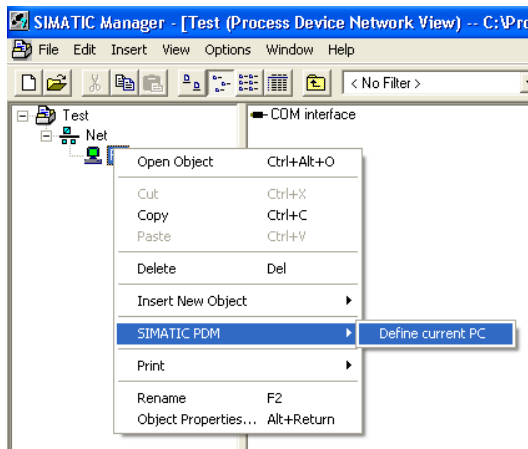 SIMATIC Manager - [Test (Process Device Network View) -- C:\Pro
File Edit Insert View Options Window Help
< No Filter >
Test
COM interface
Net
Open Object Ctrl+Alt+O
Cut Ctrl+X
Copy Ctrl+C
Paste Ctrl+V
Delete Del
Insert New Object
SIMATIC PDM
Define current PC
Print
Rename F2
Object Properties... Alt+Return